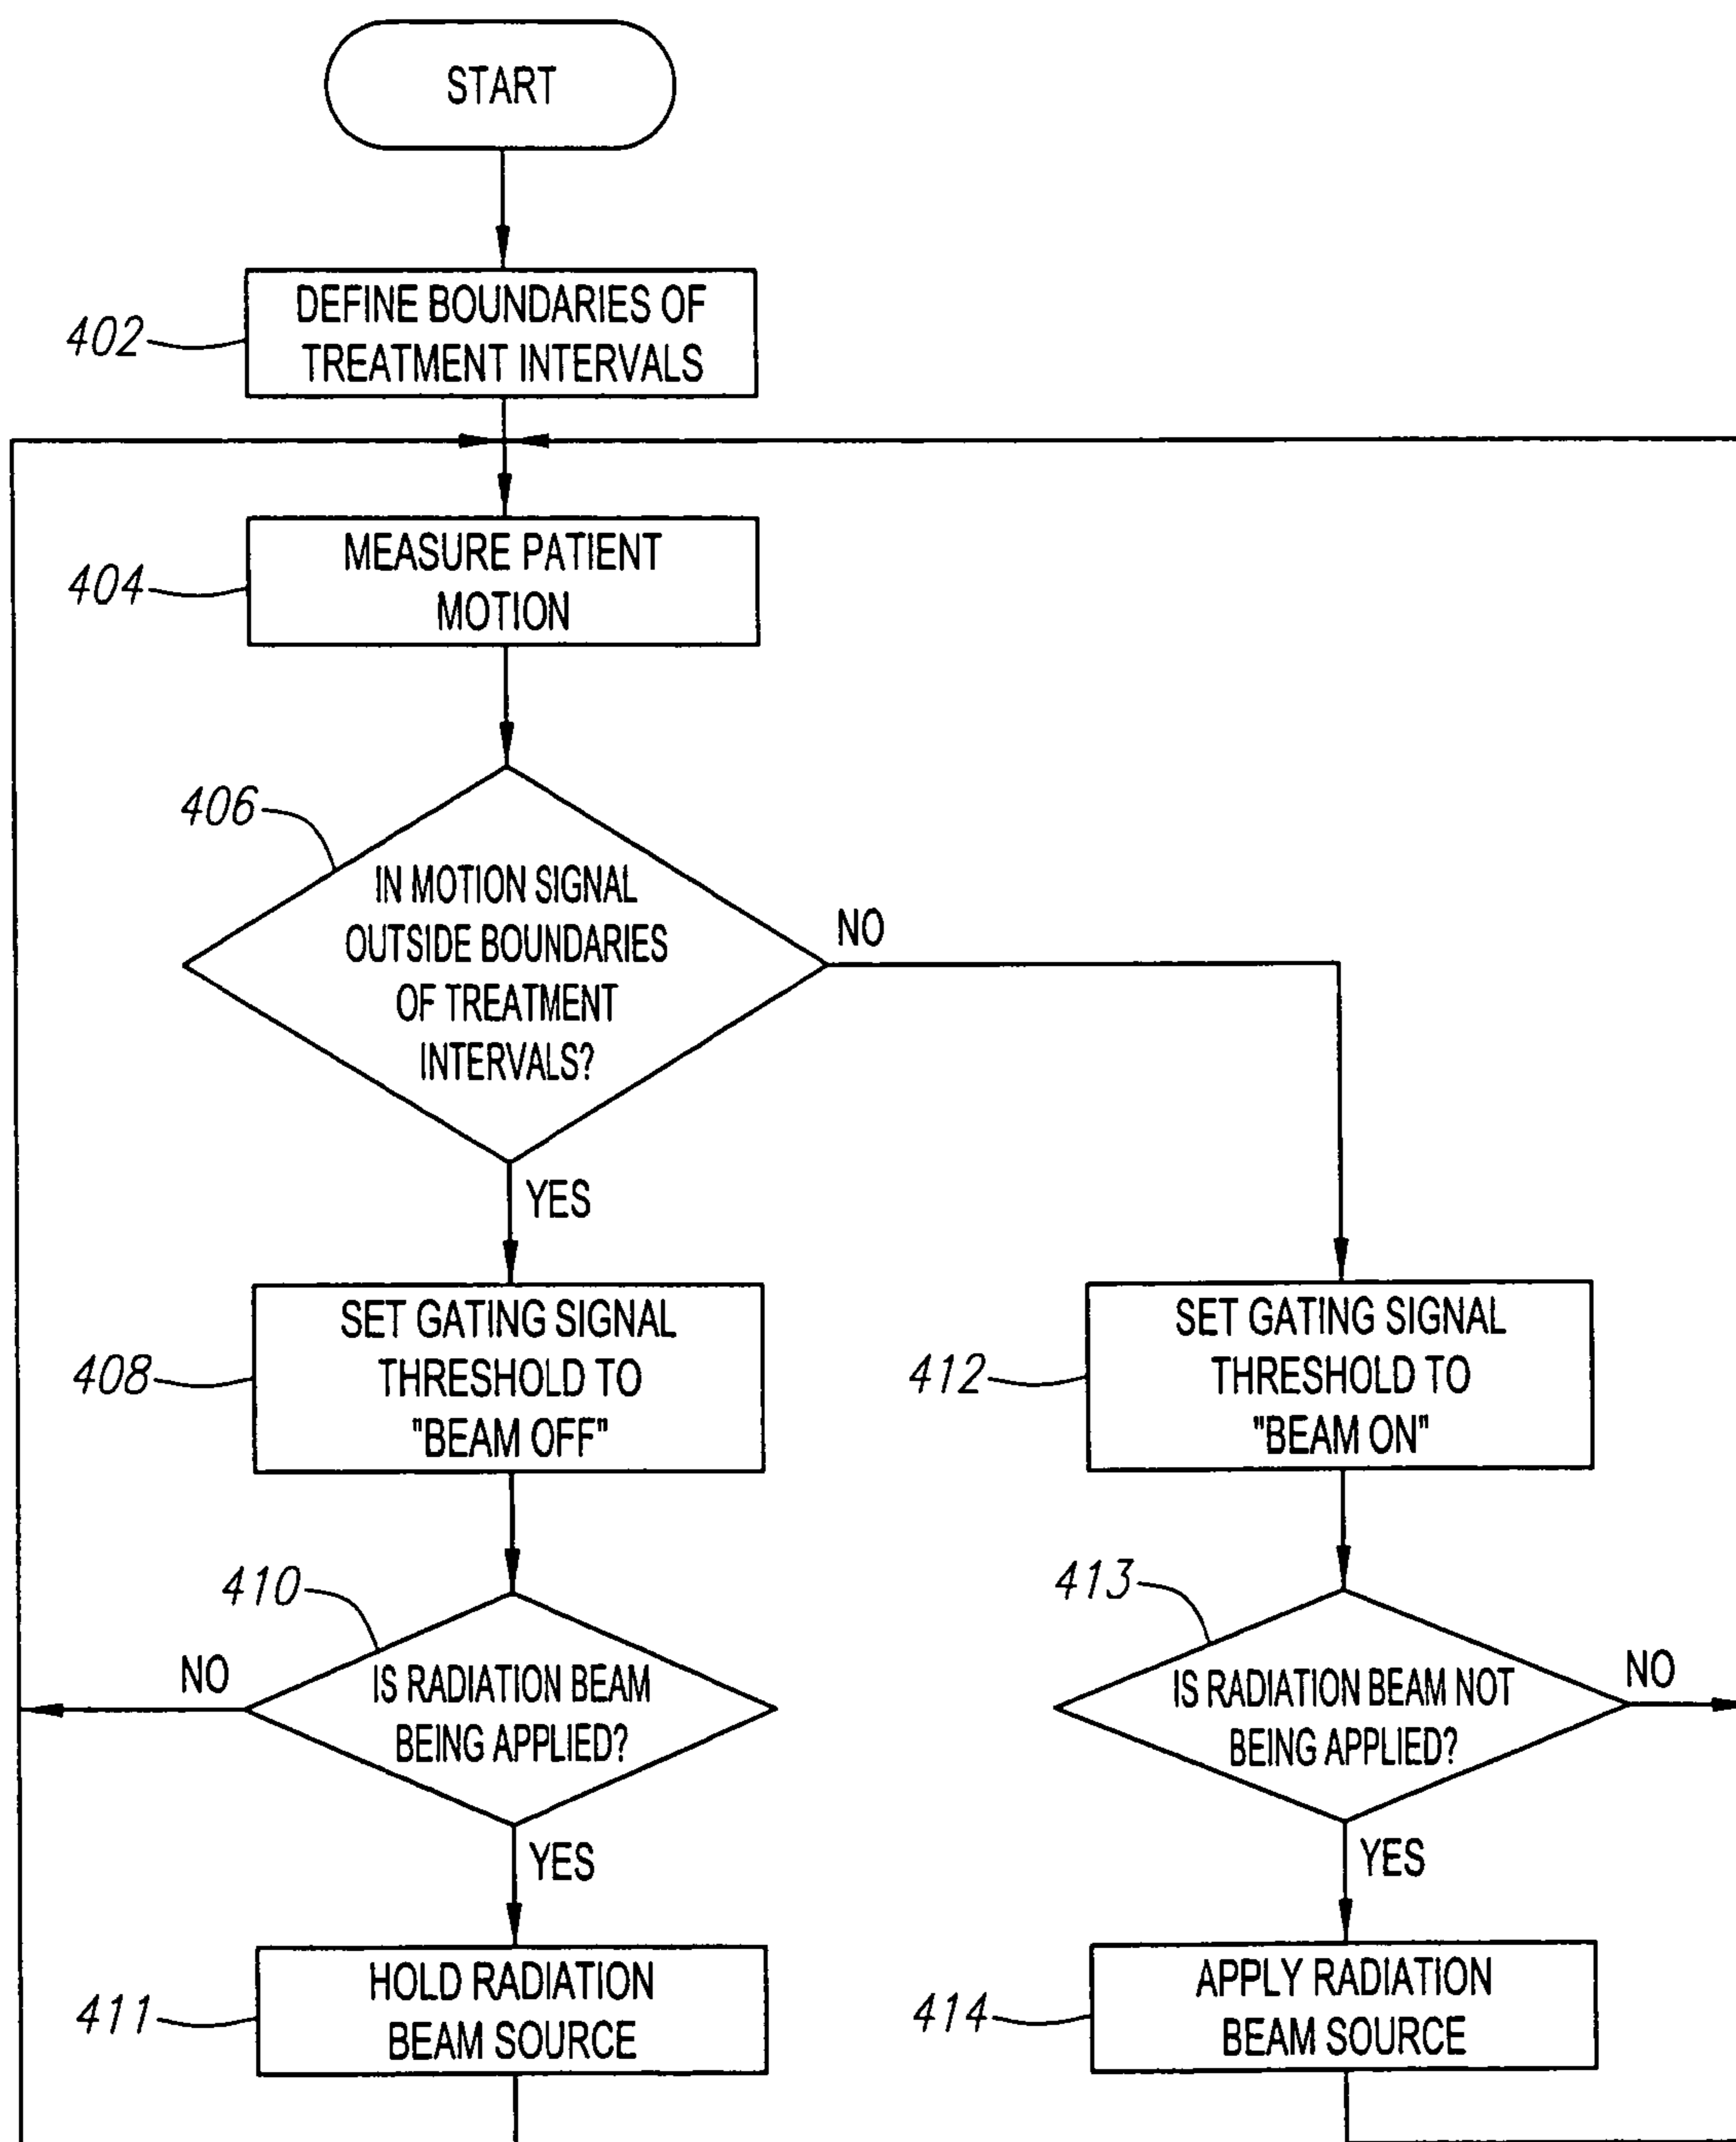 START
402
DEFINE BOUNDARIES OF
TREATMENT INTERVALS
404
MEASURE PATIENT
MOTION
406
IN MOTION SIGNAL
OUTSIDE BOUNDARIES
OF TREATMENT
INTERVALS?
NO
YES
408
SET GATING SIGNAL
THRESHOLD TO
"BEAM OFF"
412
SET GATING SIGNAL
THRESHOLD TO
"BEAM ON"
410
IS RADIATION BEAM
BEING APPLIED?
NO
YES
413
IS RADIATION BEAM NOT
BEING APPLIED?
NO
YES
411
HOLD RADIATION
BEAM SOURCE
414
APPLY RADIATION
BEAM SOURCE